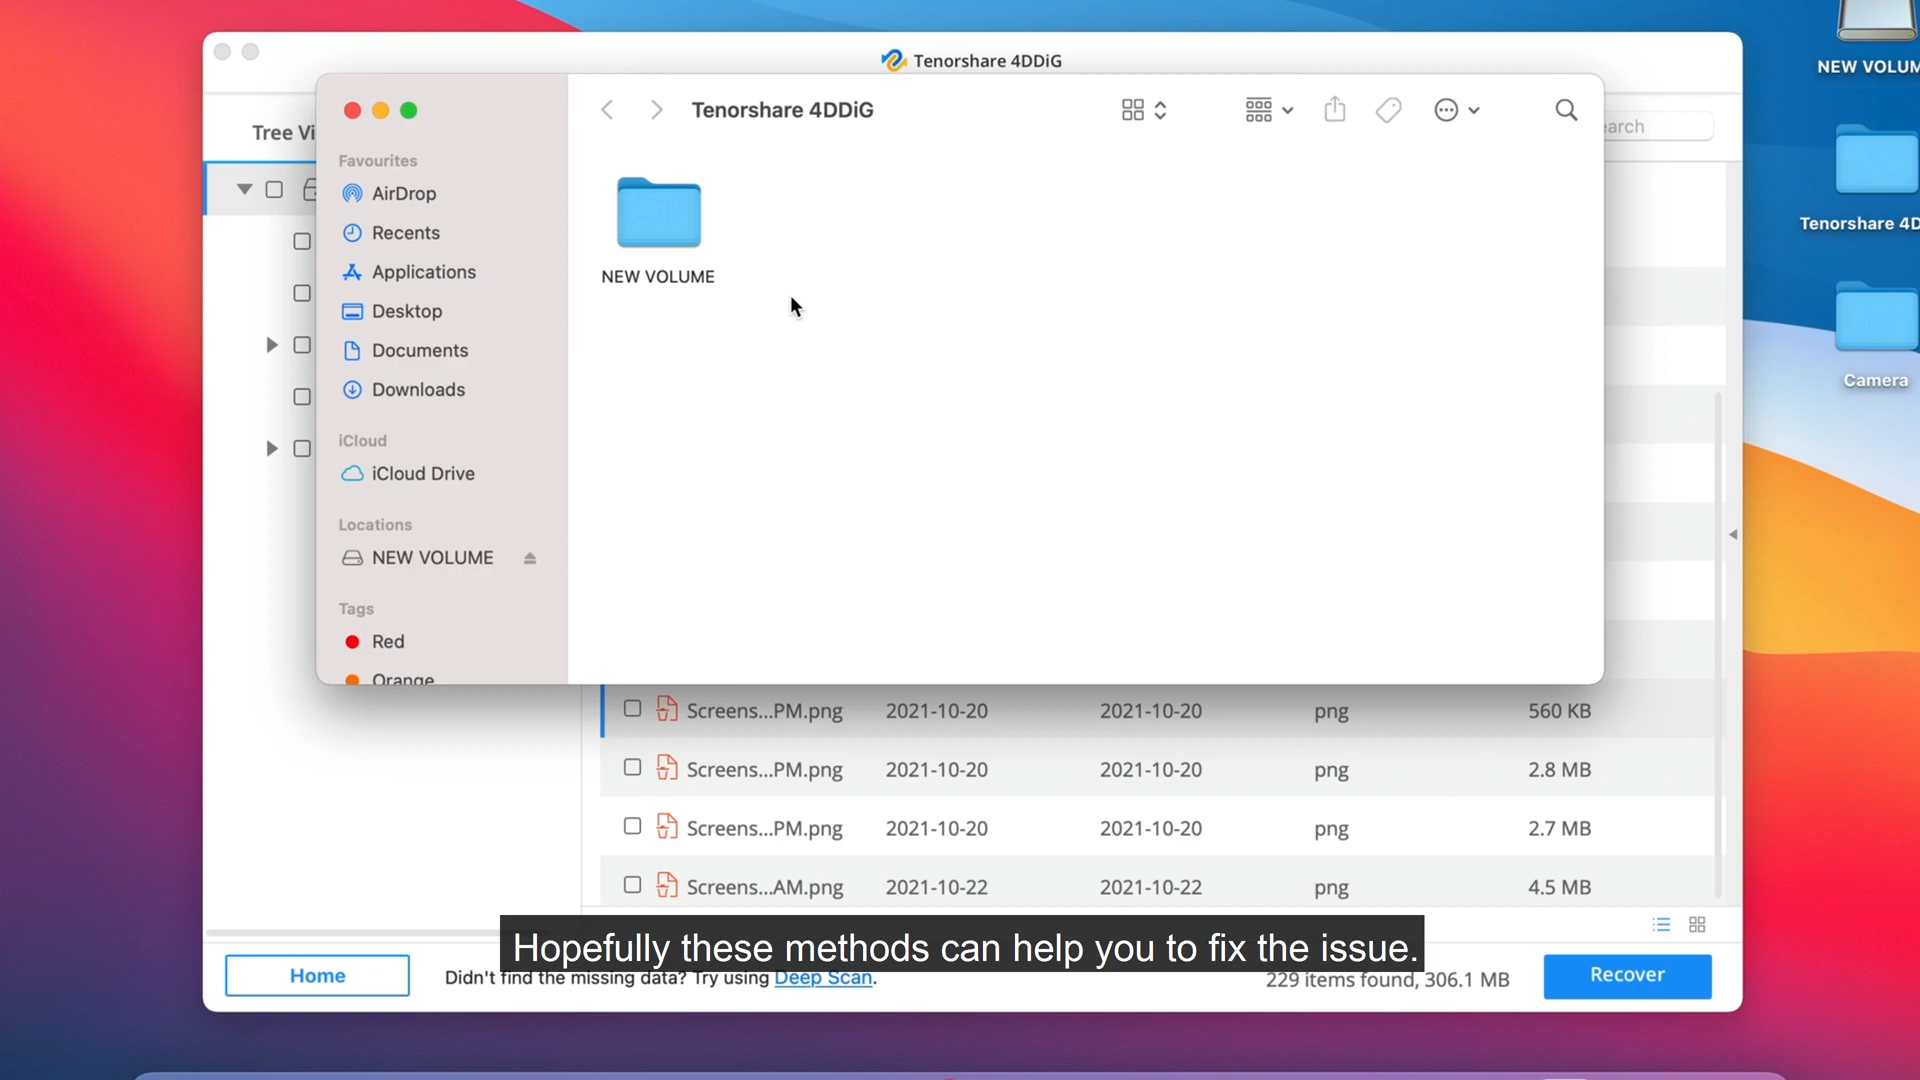 Tenorshare 4DDiG
NEW VOLUM
Tree Vi
Tenorshare 4DDiG
earch
Favourites
AirDrop
Recents
Applications
Desktop
Documents
Downloads
NEW VOLUME
Tenorshare 4D
Camera
iCloud
iCloud Drive
Locations
NEW VOLUME
Tags
Red
Orange
Screens...PM.png 2021-10-20 2021-10-20 png 560 KB
Screens...PM.png 2021-10-20 2021-10-20 png 2.8 MB
Screens...PM.png 2021-10-20 2021-10-20 png 2.7 MB
Screens...AM.png 2021-10-22 2021-10-22 png 4.5 MB
Hopefully these methods can help you to fix the issue.
Home
Didn't find the missing data? Try using Deep Scan.
229 items found, 306.1 MB
Recover